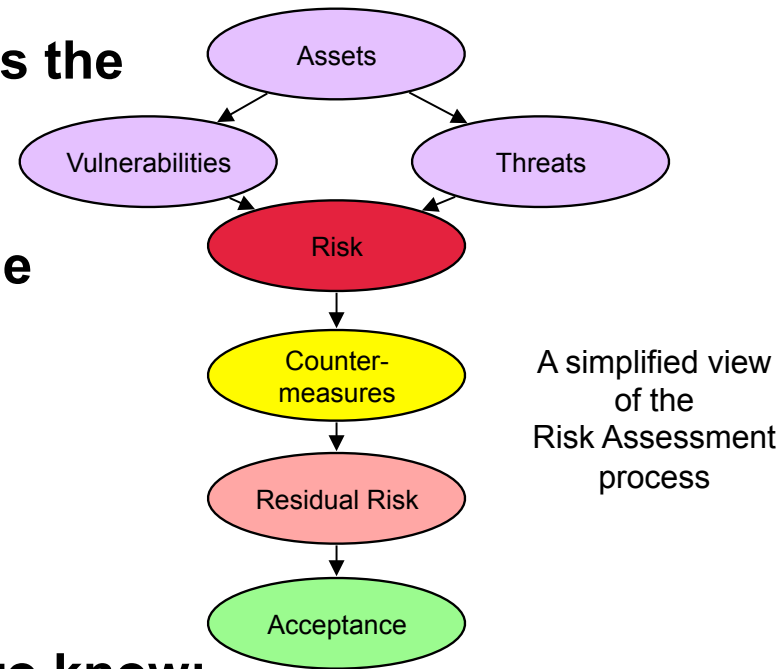 s the
Assets
Vulnerabilities
Threats
Risk
e
Counter-
measures
A simplified view
of the
Risk Assessment
process
Residual Risk
Acceptance